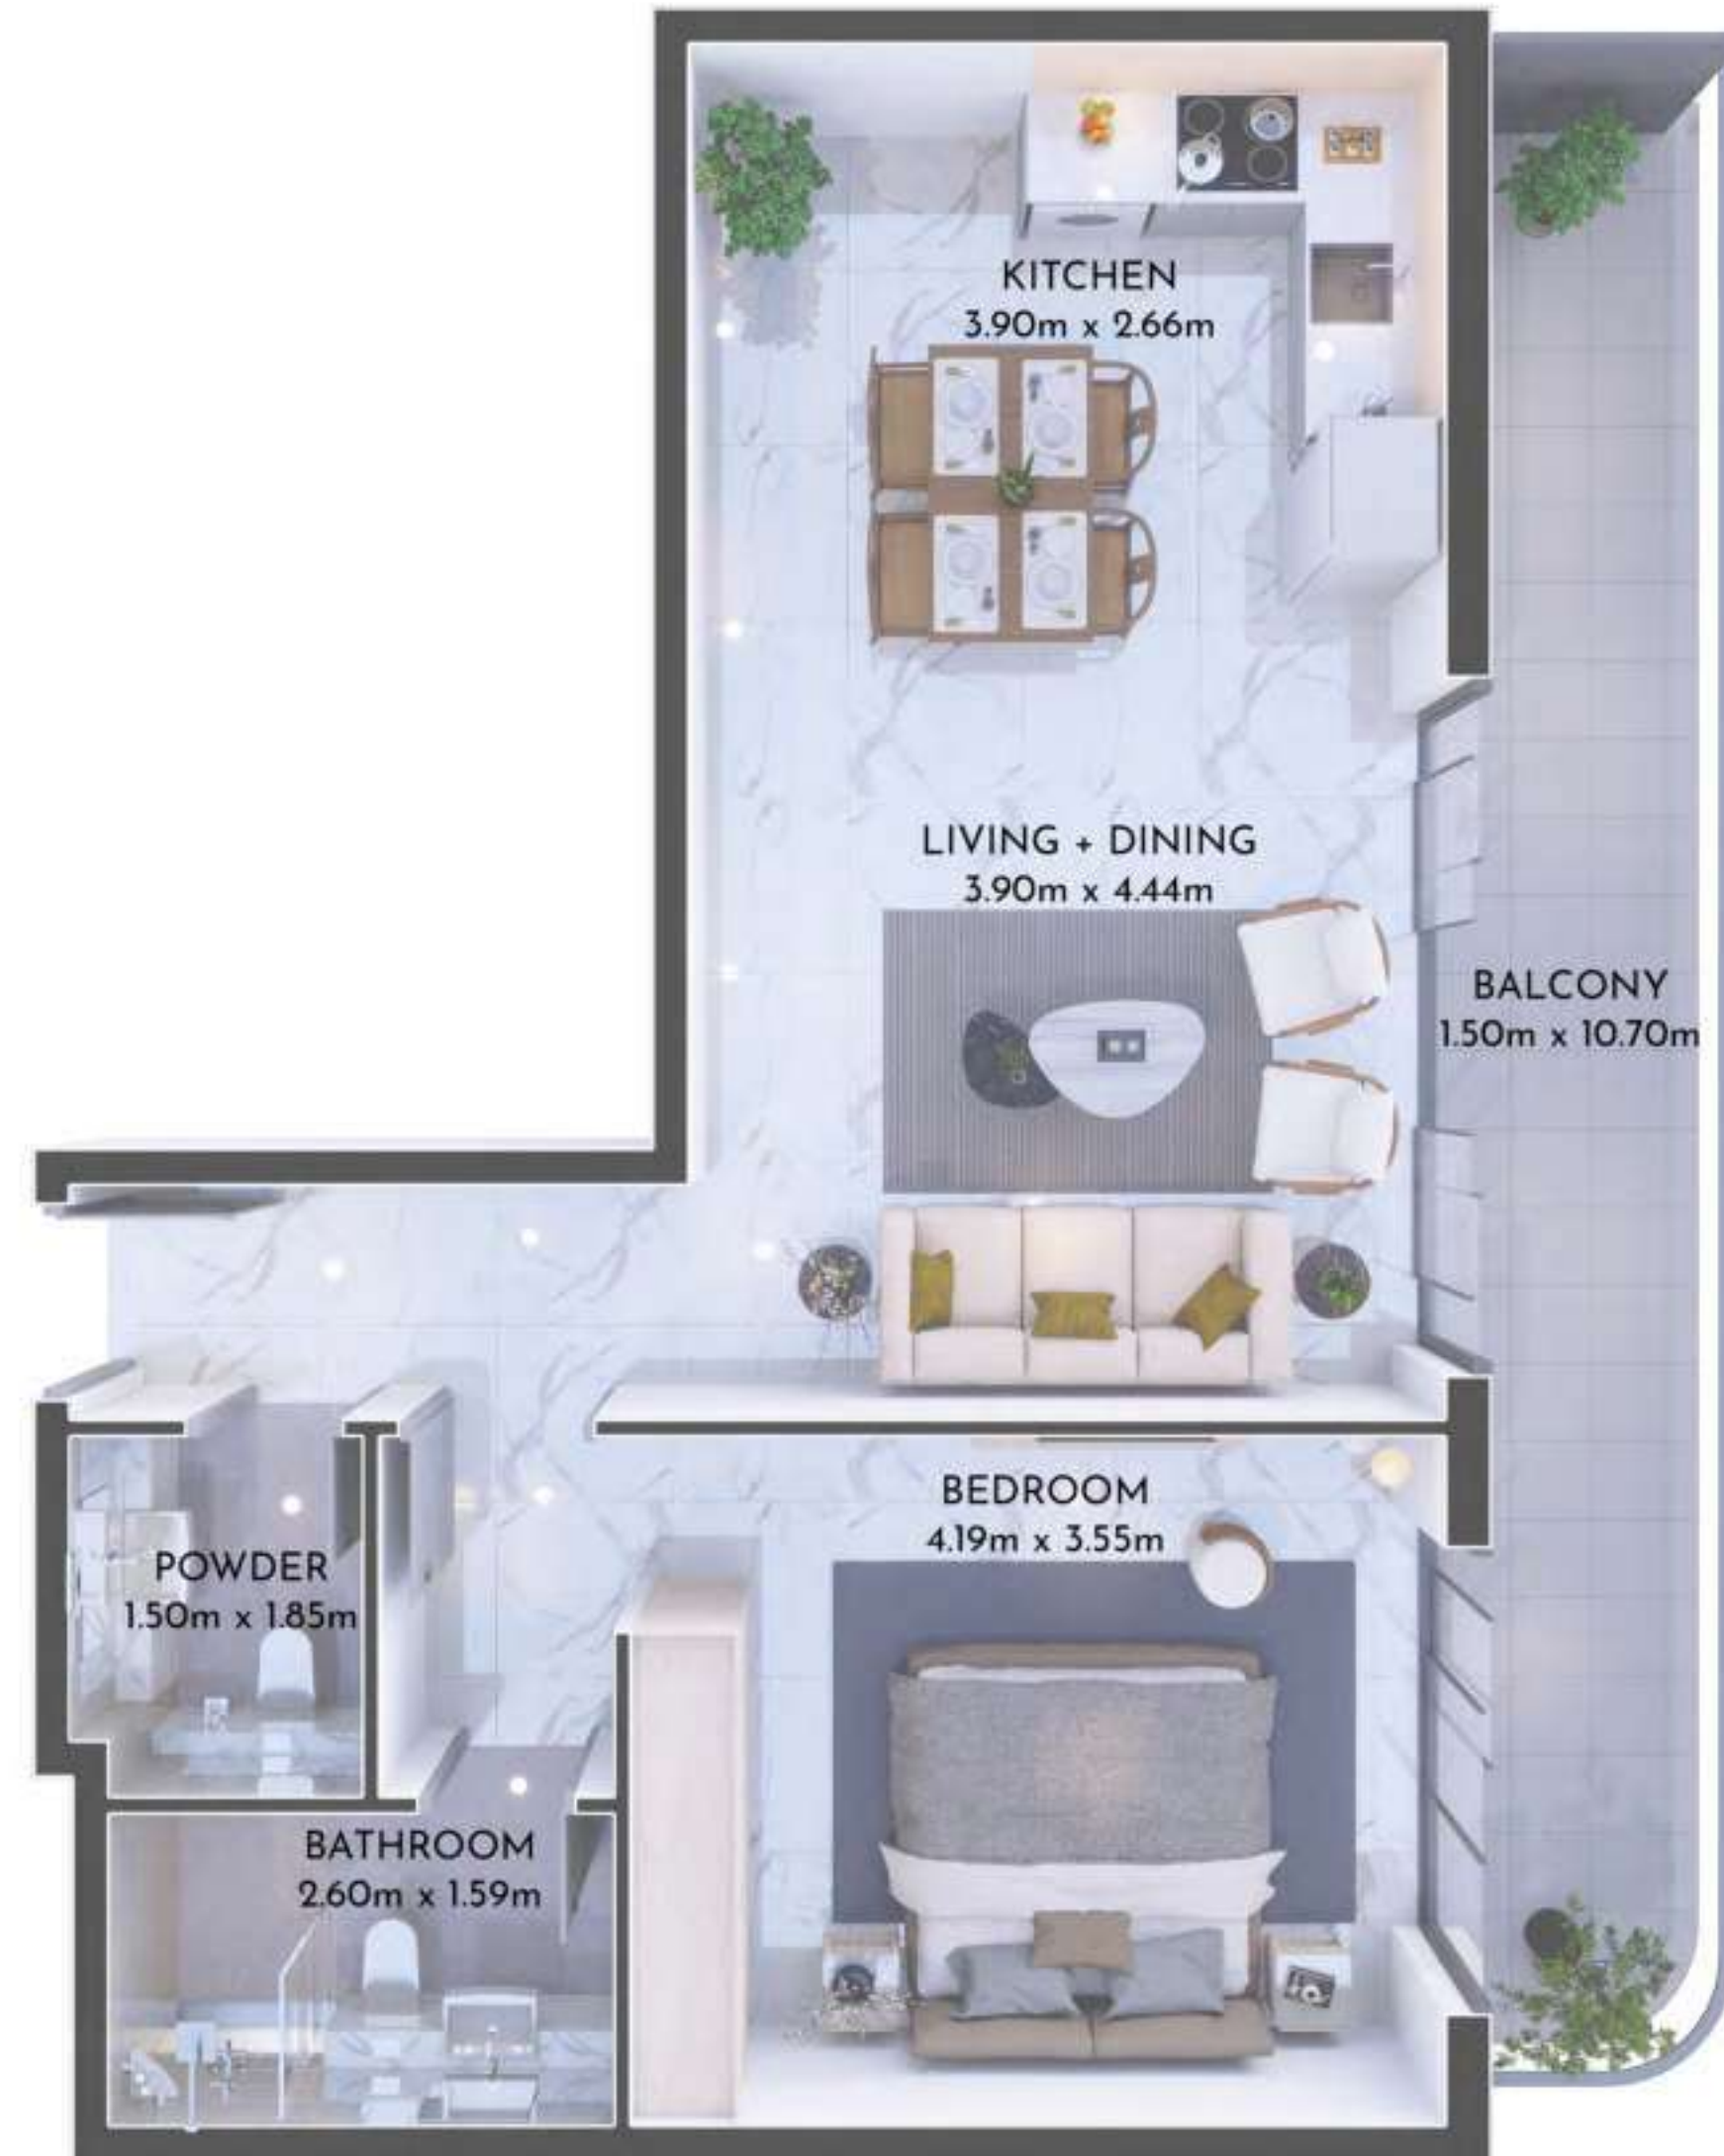 KITCHEN
3.90m x 2.66m
LIVING + DINING
3.90m x 4.44m
BALCONY
1.50m x 10.70m
BEDROOM
4.19m x 3.55m
POWDER
1.50m x 1.85m
BATHROOM
2.60m x 1.59m